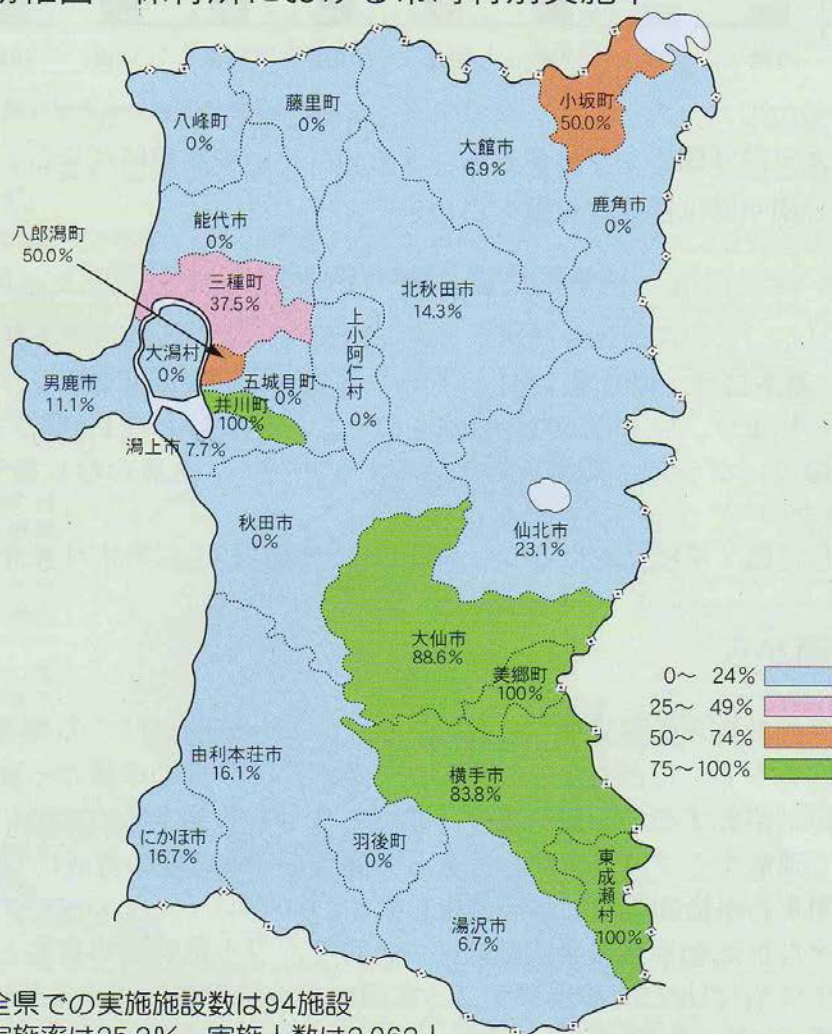 八峰町
0%
藤里町
0%
大館市
6.9%
小坂町
50.0%
鹿角市
0%
能代市
0%
八郎潟町
50.0%
三種町
37.5%
北秋田市
14.3%
上小阿仁村
0%
大潟村
0%
男鹿市
11.1%
五城目町
0%
井川町
100%
潟上市 7.7%
秋田市
0%
仙北市
23.1%
大仙市
88.6%
美郷町
100%
0〜 24%
25〜 49%
50〜 74%
75〜100%
由利本荘市
16.1%
横手市
83.8%
にかほ市
16.7%
羽後町
0%
東成瀬村
100%
湯沢市
6.7%
全県での実施施設数は94施設